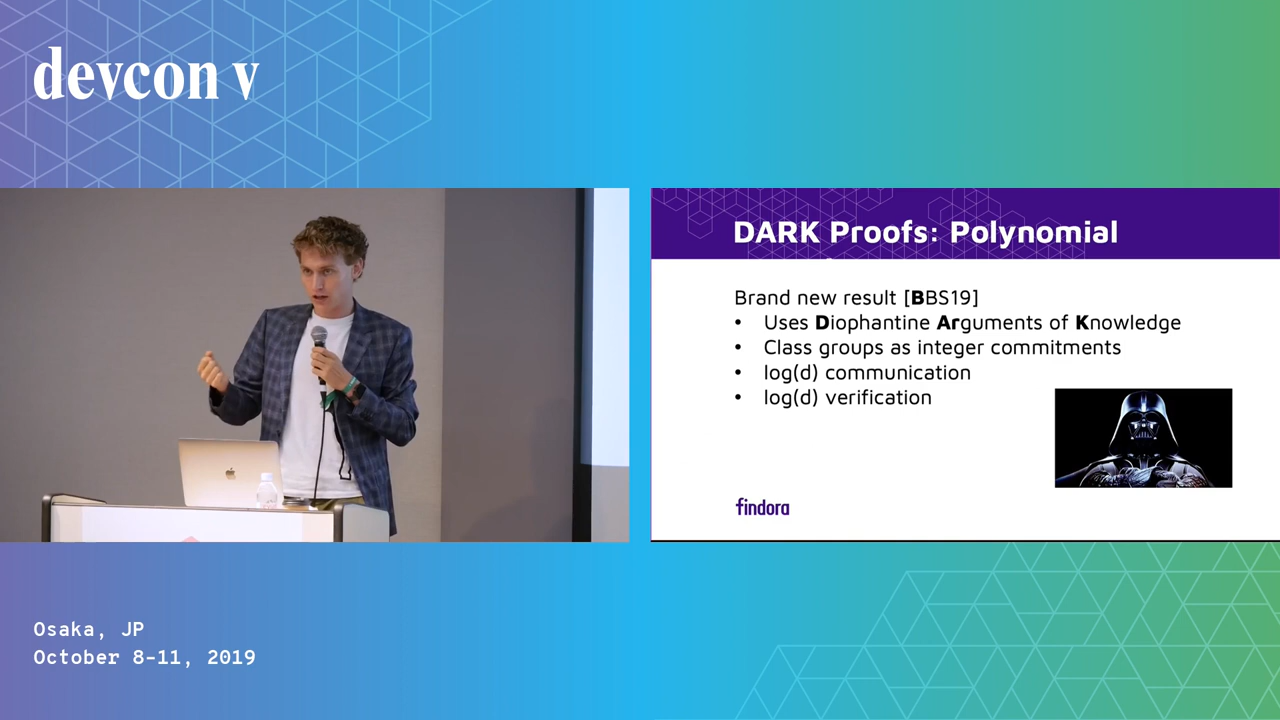 devcon v
DARK Proofs: Polynomial
Brand new result [BBS19]
• Uses Diophantine Arguments of Knowledge
• Class groups as integer commitments
• log(d) communication
• log(d) verification
findora
Osaka, JP
October 8-11, 2019